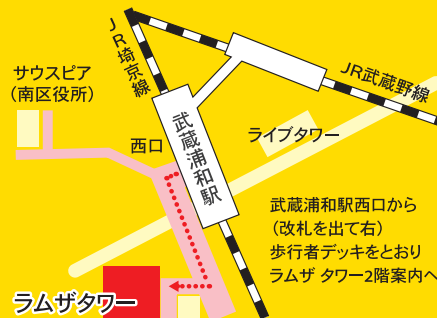 JR埼京線
JR武蔵野線
サウスピア
（南区役所）
西口
武蔵浦和駅
ライブタワー
武蔵浦和駅西口から
（改札を出て右）
歩行者デッキをとおり
ラムザ タワー2階案内へ
ラムザタワー